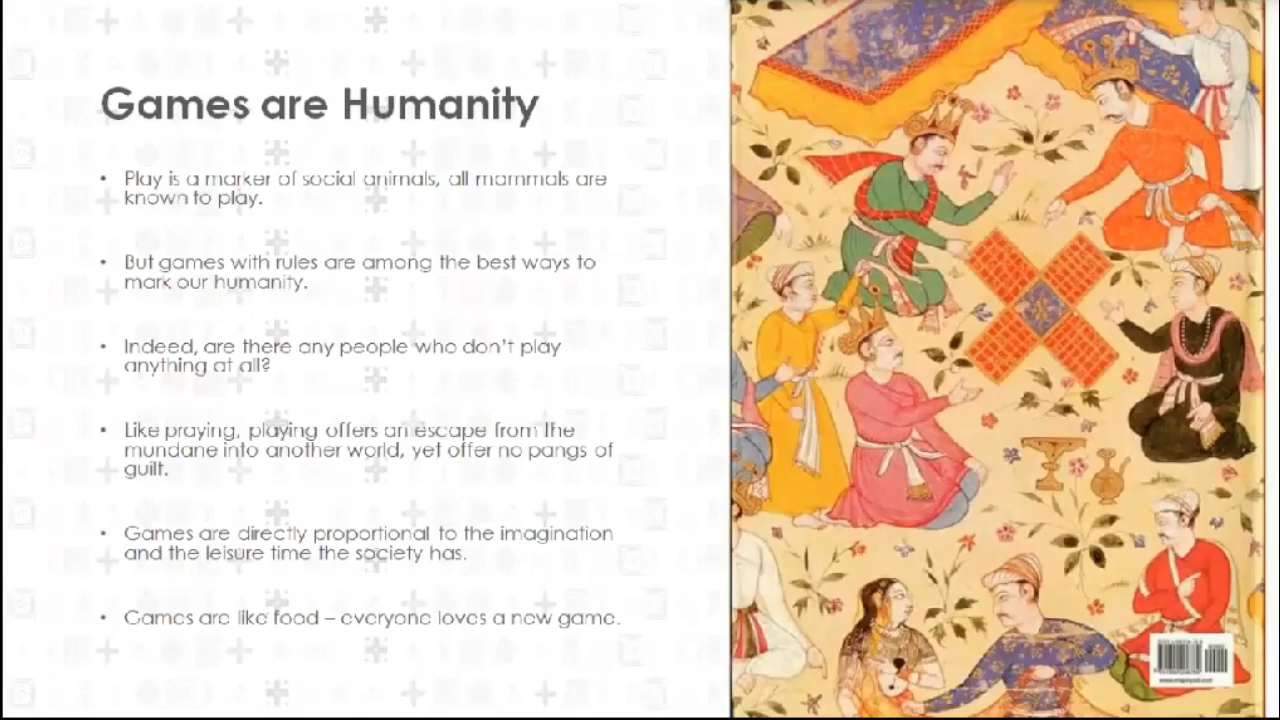 Games are Humanity
• Play is a marker of social animals, all mammals are
known to play.
• But games with rules are among the best ways to
mark our humanity.
• Indeed, are there any people who don't play
anything at all?
• Like praying, playing offers an escape from the
mundane into another world, yet offer no pangs of
guilt.
• Games are directly proportional to the imagination
and the leisure time the society has.
• Games are like food – everyone loves a new game.